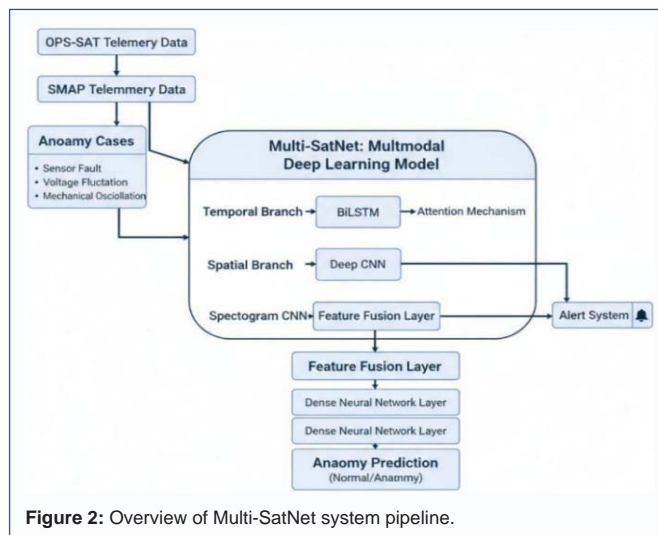 OPS-SAT Telemery Data
SMAP Telemmery Data
Anoamy Cases
• Sensor Fault
• Voltage Fluctation
• Mechanical Osciollation
Multi-SatNet: Multmodal
Deep Learning Model
Temporal Branch
BiLSTM
Attention Mechanism
Spatial Branch
Deep CNN
Spectogram CNN
Feature Fusion Layer
Alert System
Feature Fusion Layer
Dense Neural Network Layer
Dense Neural Network Layer
Anaomy Prediction
(Normal/Anammy)
Figure 2: Overview of Multi-SatNet system pipeline.